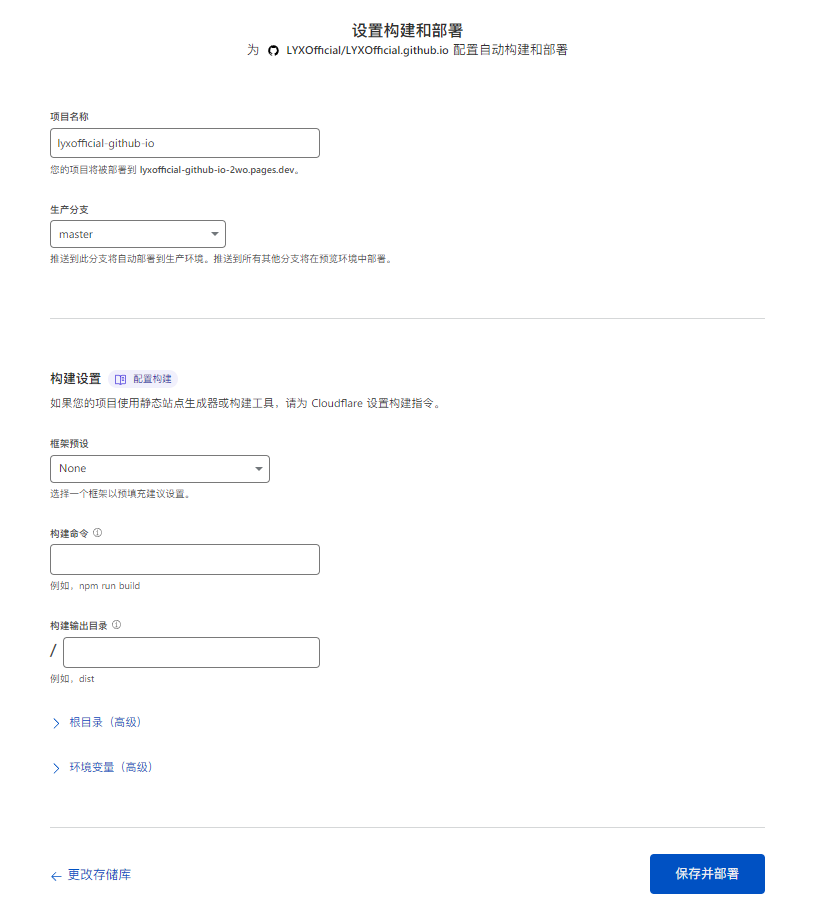 设置构建和部署
为 LYXOfficial/LYXOfficial.github.io 配置自动构建和部署
项目名称
lyxofficial-github-io
您的项目将被部署到 lyxofficial-github-io-2wo.pages.dev。
生产分支
master
推送到此分支将自动部署到生产环境。推送到所有其他分支将在预览环境中部署。
构建设置 配置构建
如果您的项目使用静态站点生成器或构建工具，请为 Cloudflare 设置构建指令。
框架预设
None
选择一个框架以预填充建议设置。
构建命令
例如，npm run build
构建输出目录
/
例如，dist
根目录（高级）
环境变量（高级）
更改存储库
保存并部署